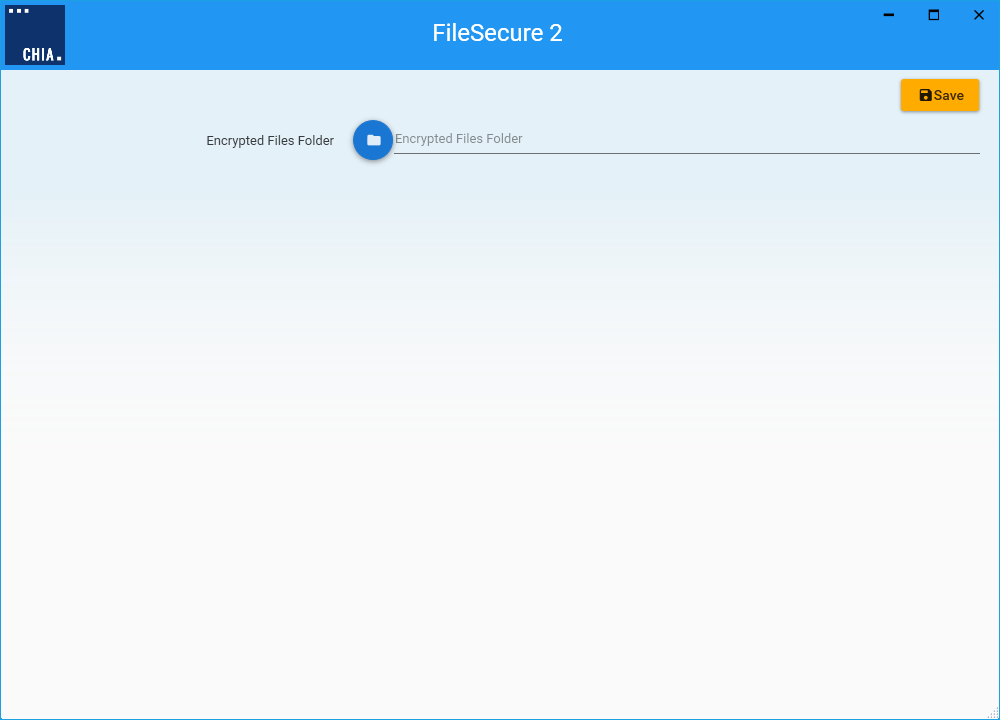 CHIA.
FileSecure 2
Save
Encrypted Files Folder
Encrypted Files Folder